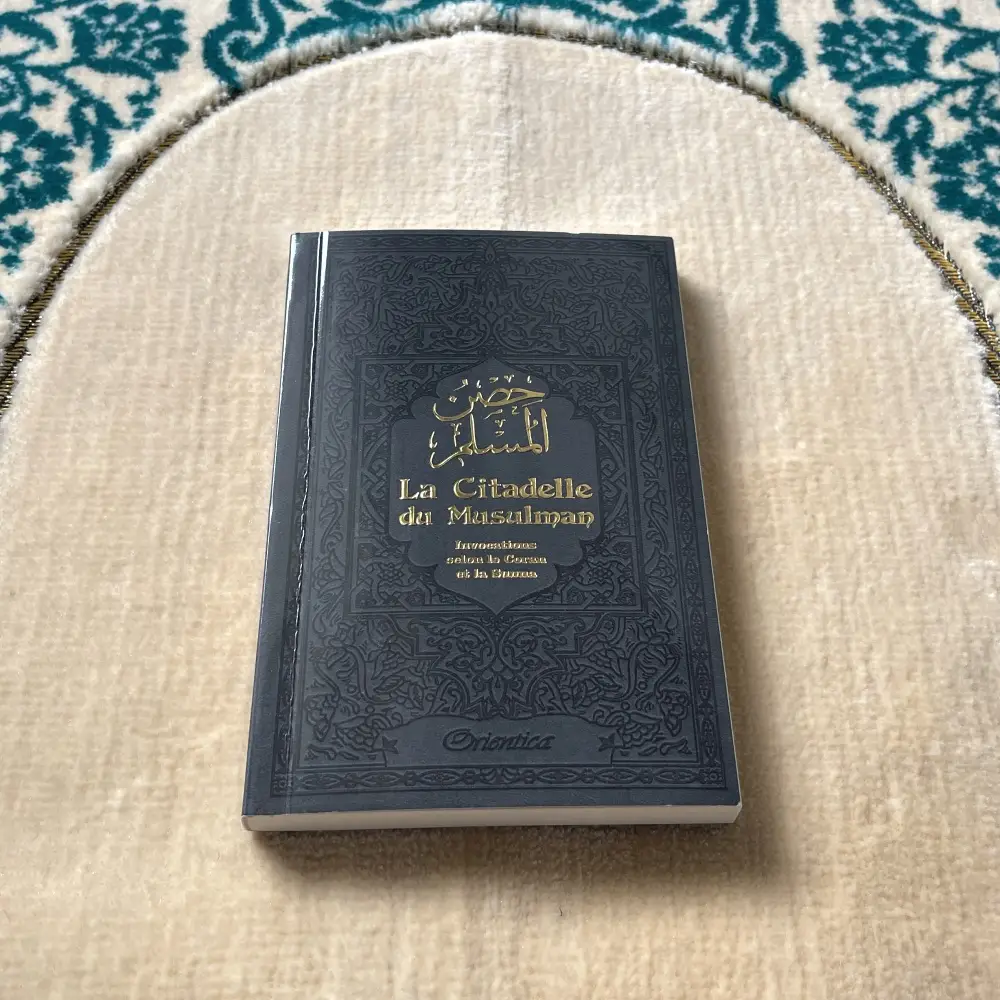 حصن
المسلم
La Citadelle
du Musulman
Invocations
selon le Coran
et la Sunna
Orientica